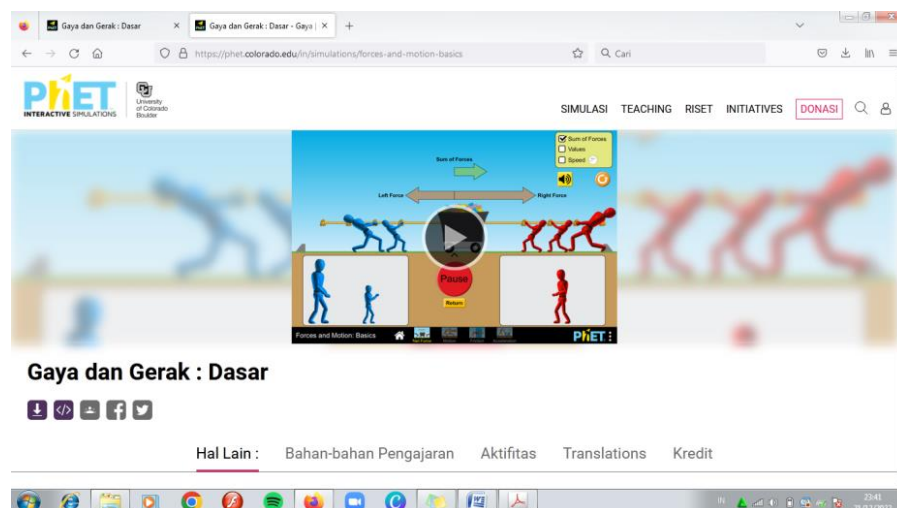 Gaya dan Gerak : Dasar
Gaya dan Gerak : Dasar - Gaya |
https://phet.colorado.edu/in/simulations/forces-and-motion-basics
Cari
PhET
INTERACTIVE SIMULATIONS
University
of Colorado
Boulder
SIMULASI TEACHING RISET INITIATIVES DONASI
Sum of Forces
Values
Speed
Sum of Forces
Left Force
Right Force
Pause
Return
Forces and Motion: Basics
PhET
Gaya dan Gerak : Dasar
Hal Lain : Bahan-bahan Pengajaran Aktifitas Translations Kredit
IN
23:41